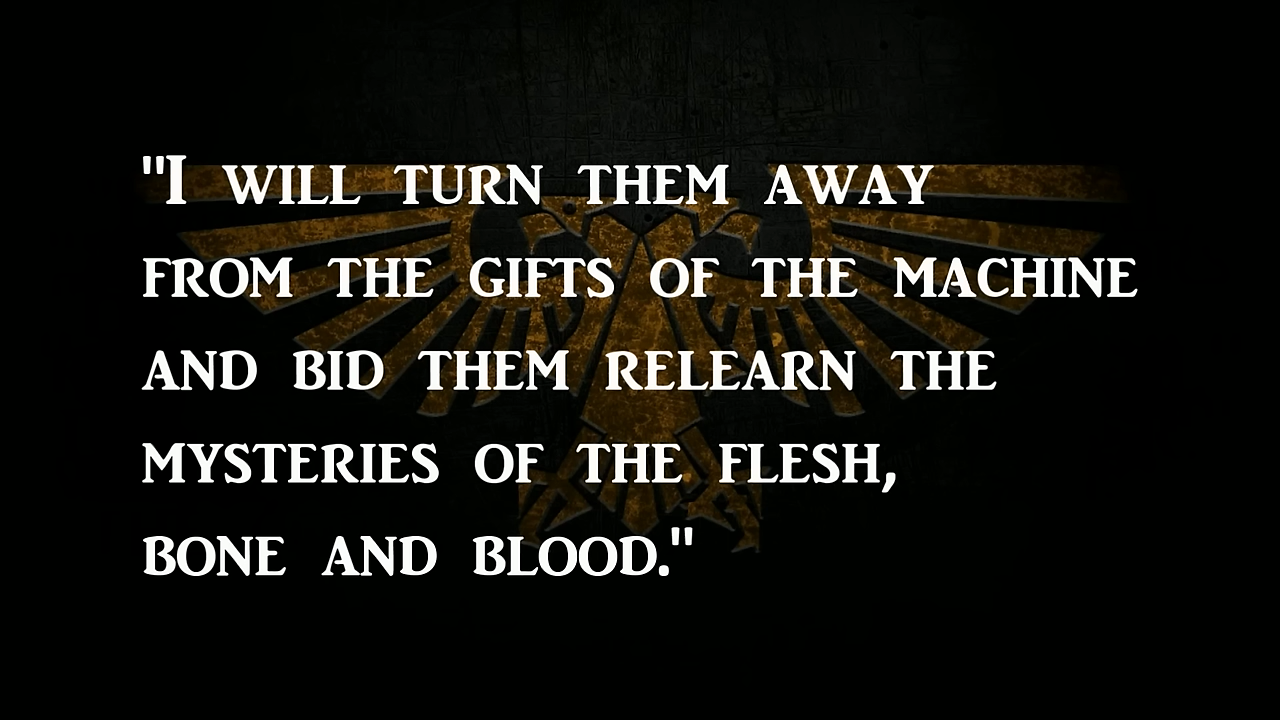 "I WILL TURN THEM AWAY
FROM THE GIFTS OF THE MACHINE
AND BID THEM RELEARN THE
MYSTERIES OF THE FLESH,
BONE AND BLOOD."